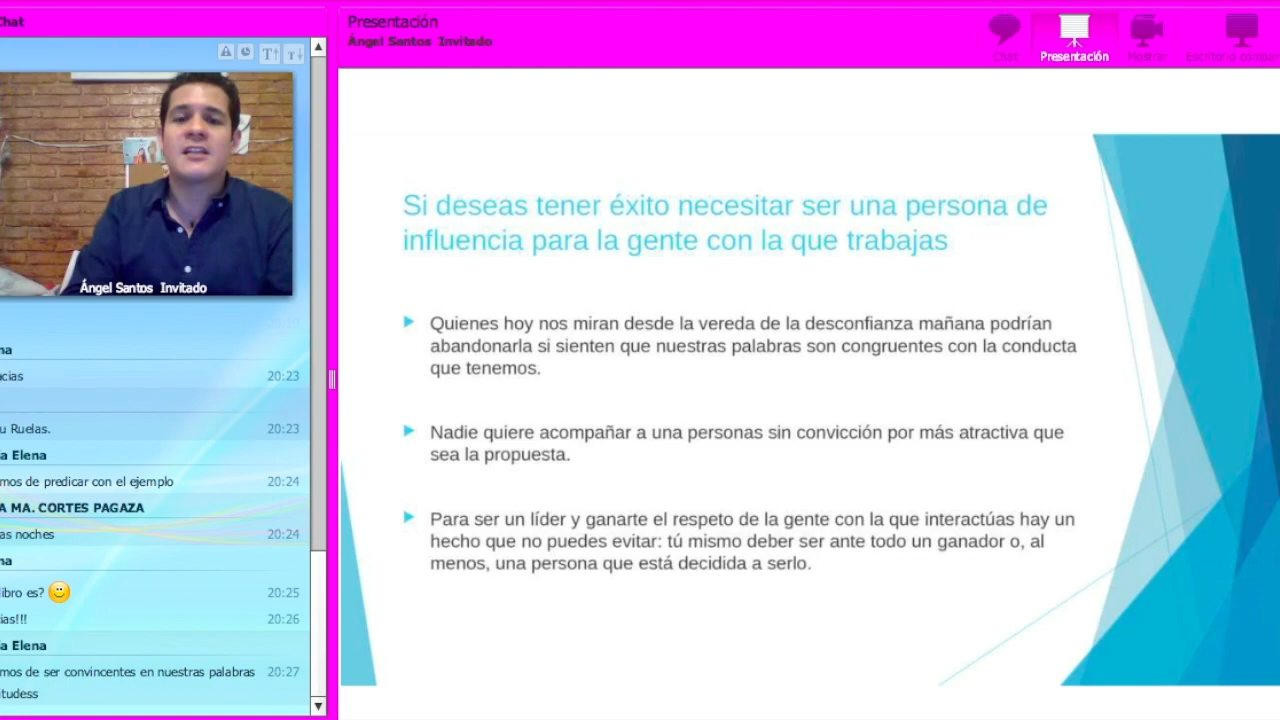 Chat
Presentación
Ángel Santos Invitado
Chat
Presentación
Mostrar
Ángel Santos Invitado
na
cias 20:23
u Ruelas. 20:23
a Elena
mos de predicar con el ejemplo 20:24
A MA. CORTES PAGAZA
as noches 20:24
na
libro es? 20:25
ias!!! 20:26
a Elena
mos de ser convincentes en nuestras palabras 20:27
itudess
Si deseas tener éxito necesitar ser una persona de
influencia para la gente con la que trabajas
Quienes hoy nos miran desde la vereda de la desconfianza mañana podrían
abandonarla si sienten que nuestras palabras son congruentes con la conducta
que tenemos.
Nadie quiere acompañar a una personas sin convicción por más atractiva que
sea la propuesta.
Para ser un líder y ganarte el respeto de la gente con la que interactúas hay un
hecho que no puedes evitar: tú mismo deber ser ante todo un ganador o, al
menos, una persona que está decidida a serlo.